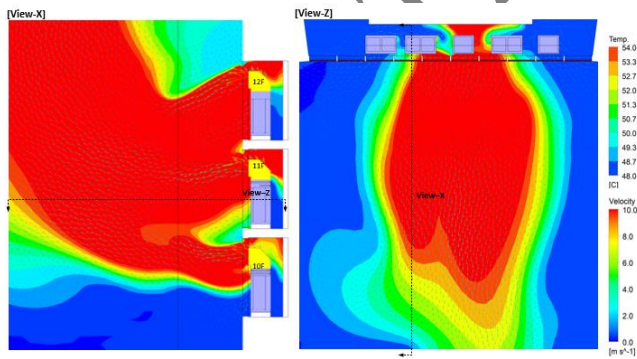 [View-X]
[View-Z]
12F
11F
View-Z
10F
View-X
Temp.
54.0
53.3
52.7
52.0
51.3
50.7
50.0
49.3
48.7
48.0
[C]
Velocity
10.0
8.0
6.0
4.0
2.0
0.0
[m s^-1]